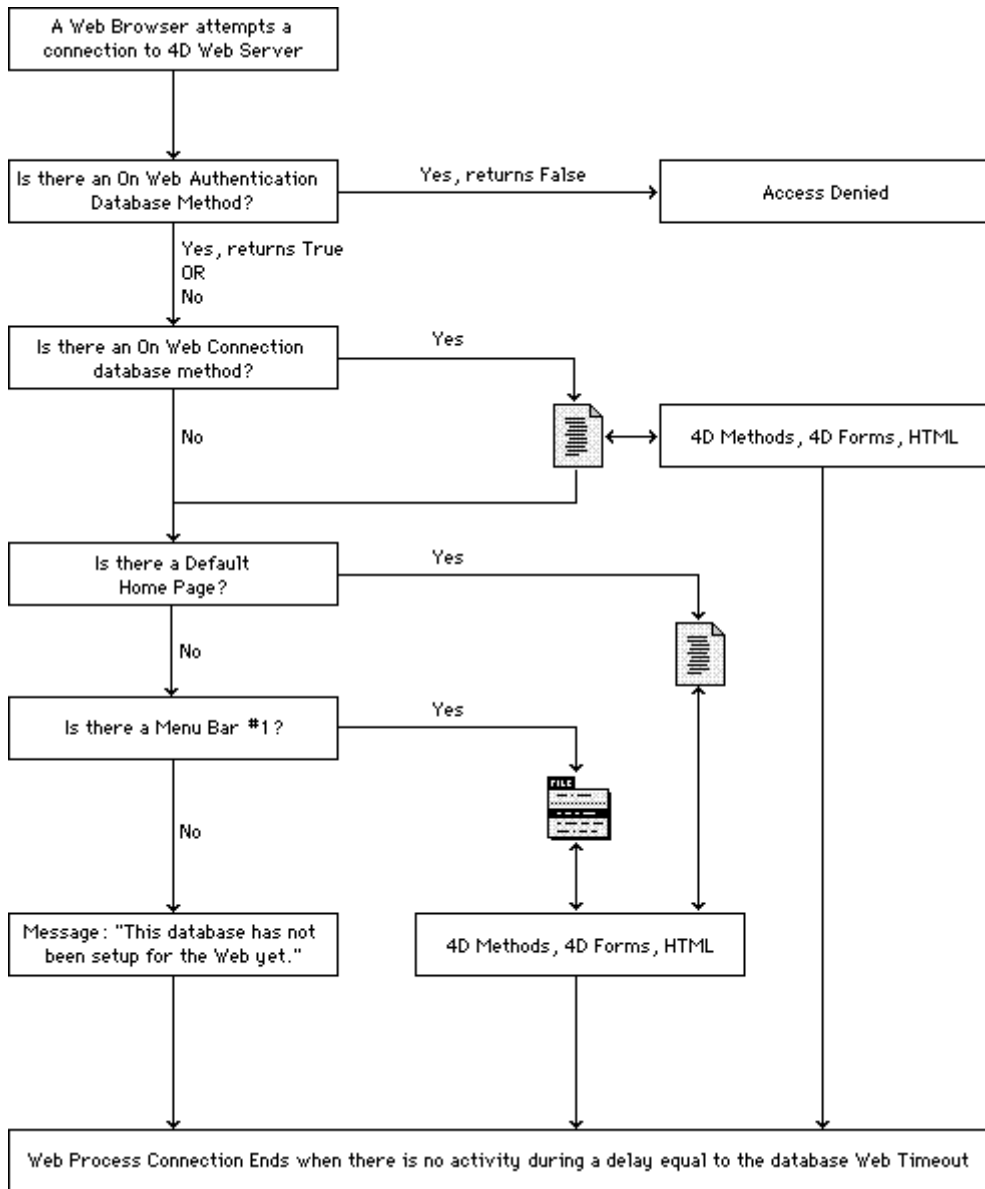 A Web Browser attempts a
connection to 4D Web Server
Is there an On Web Authentication
Database Method?
Yes, returns False
Access Denied
Yes, returns True
OR
No
Is there an On Web Connection
database method?
Yes
No
4D Methods, 4D Forms, HTML
Is there a Default
Home Page?
Yes
No
Is there a Menu Bar #1?
Yes
FILE
No
Message: "This database has not
been setup for the Web yet."
4D Methods, 4D Forms, HTML
Web Process Connection Ends when there is no activity during a delay equal to the database Web Timeout